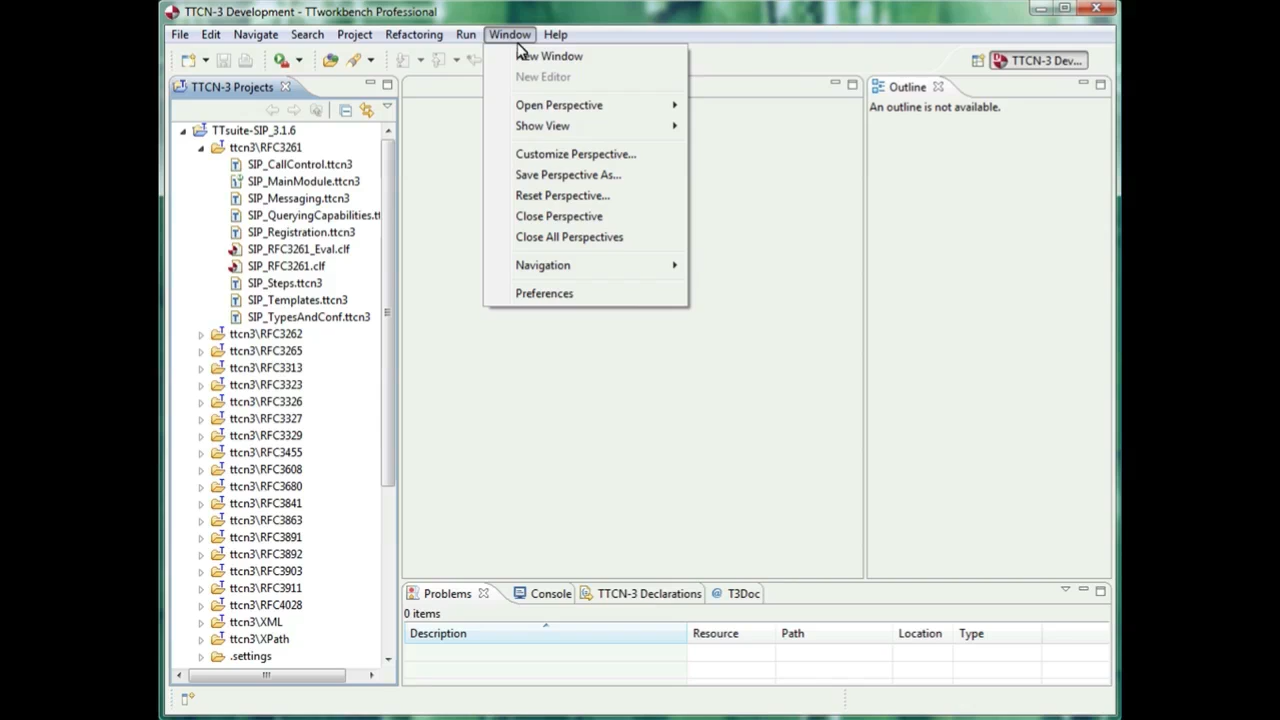 TTCN-3 Development - TTworkbench Professional
File Edit Navigate Search Project Refactoring Run Window Help
TTCN-3 Dev...
TTCN-3 Projects
TTsuite-SIP_3.1.6
ttcn3\RFC3261
SIP_CallControl.ttcn3
SIP_MainModule.ttcn3
SIP_Messaging.ttcn3
SIP_QueryingCapabilities.tt
SIP_Registration.ttcn3
SIP_RFC3261_Eval.clf
SIP_RFC3261.clf
SIP_Steps.ttcn3
SIP_Templates.ttcn3
SIP_TypesAndConf.ttcn3
ttcn3\RFC3262
ttcn3\RFC3265
ttcn3\RFC3313
ttcn3\RFC3323
ttcn3\RFC3326
ttcn3\RFC3327
ttcn3\RFC3329
ttcn3\RFC3455
ttcn3\RFC3608
ttcn3\RFC3680
ttcn3\RFC3841
ttcn3\RFC3863
ttcn3\RFC3891
ttcn3\RFC3892
ttcn3\RFC3903
ttcn3\RFC3911
ttcn3\RFC4028
ttcn3\XML
ttcn3\XPath
.settings
Window
New Editor
Open Perspective
Show View
Customize Perspective...
Save Perspective As...
Reset Perspective...
Close Perspective
Close All Perspectives
Navigation
Preferences
Outline
An outline is not available.
Problems Console TTCN-3 Declarations T3Doc
0 items
Description Resource Path Location Type